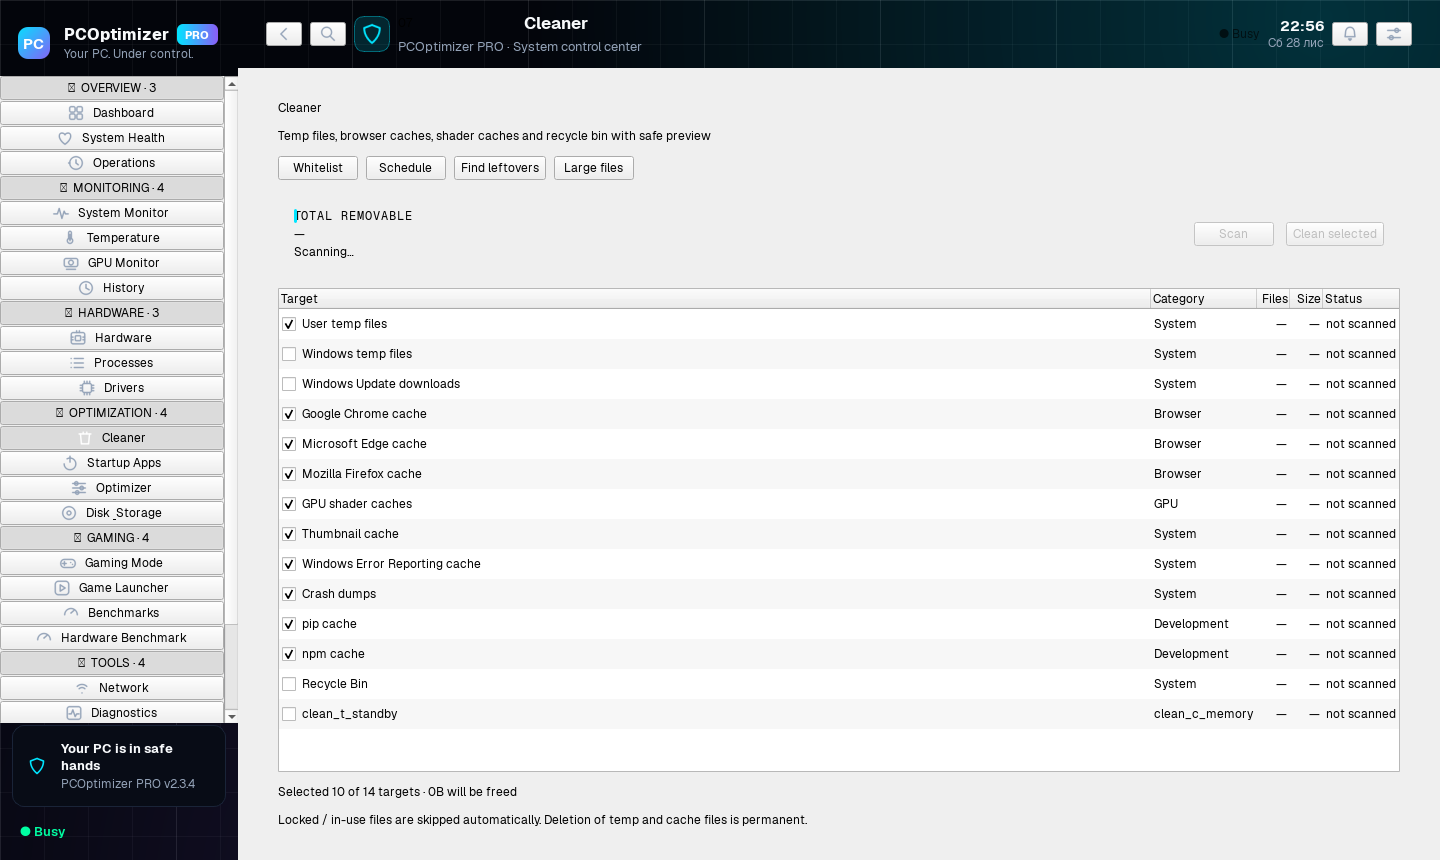 PC
PCOptimizer PRO
Your PC. Under control.
Cleaner
PCOptimizer PRO · System control center
Busy
22:56
Сб 28 лис
OVERVIEW · 3
Dashboard
System Health
Operations
MONITORING · 4
System Monitor
Temperature
GPU Monitor
History
HARDWARE · 3
Hardware
Processes
Drivers
OPTIMIZATION · 4
Cleaner
Startup Apps
Optimizer
Disk _Storage
GAMING · 4
Gaming Mode
Game Launcher
Benchmarks
Hardware Benchmark
TOOLS · 4
Network
Diagnostics
Your PC is in safe
hands
PCOptimizer PRO v2.3.4
Busy
Cleaner
Temp files, browser caches, shader caches and recycle bin with safe preview
Whitelist Schedule Find leftovers Large files
TOTAL REMOVABLE
—
Scanning…
Scan Clean selected
Target Category Files Size Status
User temp files System — — not scanned
Windows temp files System — — not scanned
Windows Update downloads System — — not scanned
Google Chrome cache Browser — — not scanned
Microsoft Edge cache Browser — — not scanned
Mozilla Firefox cache Browser — — not scanned
GPU shader caches GPU — — not scanned
Thumbnail cache System — — not scanned
Windows Error Reporting cache System — — not scanned
Crash dumps System — — not scanned
pip cache Development — — not scanned
npm cache Development — — not scanned
Recycle Bin System — — not scanned
clean_t_standby clean_c_memory — — not scanned
Selected 10 of 14 targets · 0B will be freed
Locked / in-use files are skipped automatically. Deletion of temp and cache files is permanent.